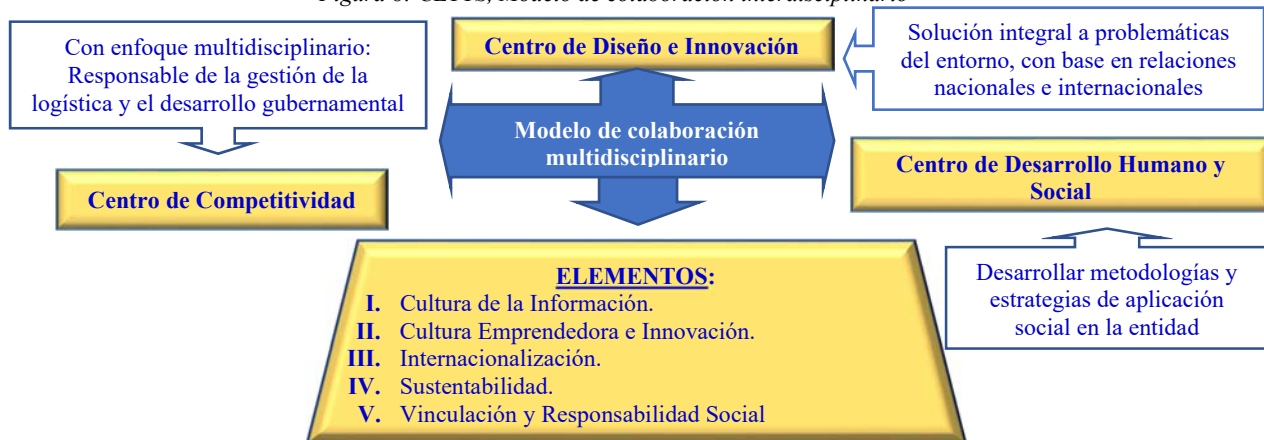 Con enfoque multidisciplinario:
Responsable de la gestión de la
logística y el desarrollo gubernamental
Centro de Diseño e Innovación
Solución integral a problemáticas
del entorno, con base en relaciones
nacionales e internacionales
Modelo de colaboración
multidisciplinario
Centro de Competitividad
Centro de Desarrollo Humano y
Social
Desarrollar metodologías y
estrategias de aplicación
social en la entidad
ELEMENTOS:
I. Cultura de la Información.
II. Cultura Emprendedora e Innovación.
III. Internacionalización.
IV. Sustentabilidad.
V. Vinculación y Responsabilidad Social